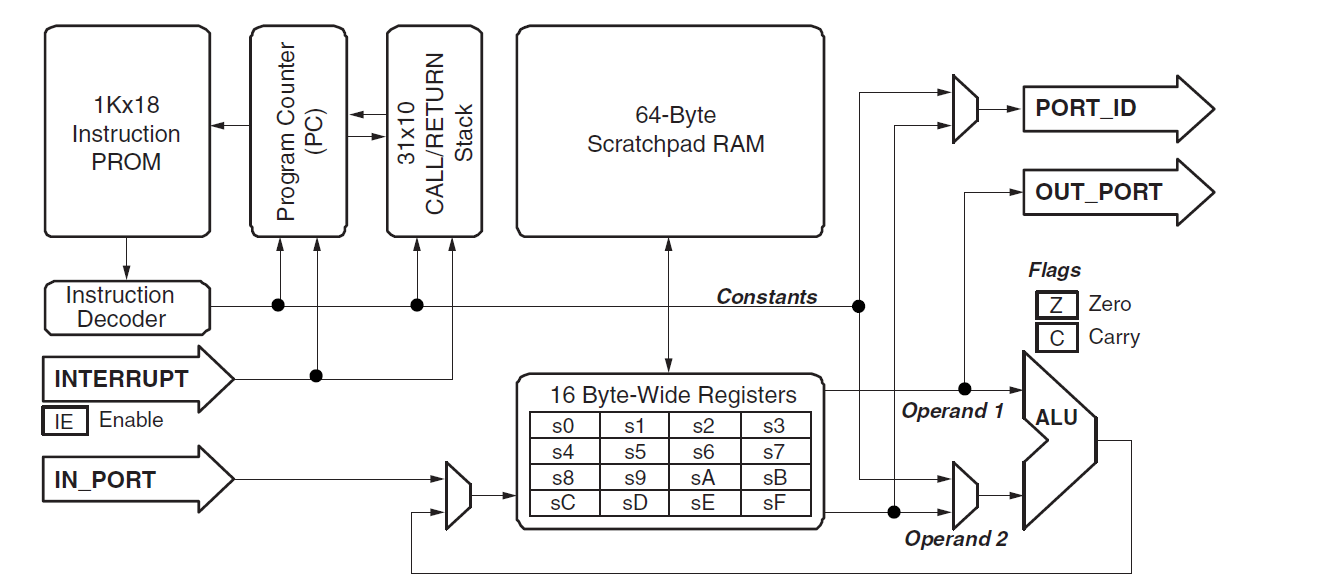 1Kx18
Instruction
PROM
Program Counter
(PC)
31x10
CALL/RETURN
Stack
64-Byte
Scratchpad RAM
PORT_ID
OUT_PORT
Instruction
Decoder
Constants
Flags
Z Zero
C Carry
INTERRUPT
IE Enable
IN_PORT
16 Byte-Wide Registers
s0 s1 s2 s3
s4 s5 s6 s7
s8 s9 sA sB
sC sD sE sF
Operand 1
ALU
Operand 2